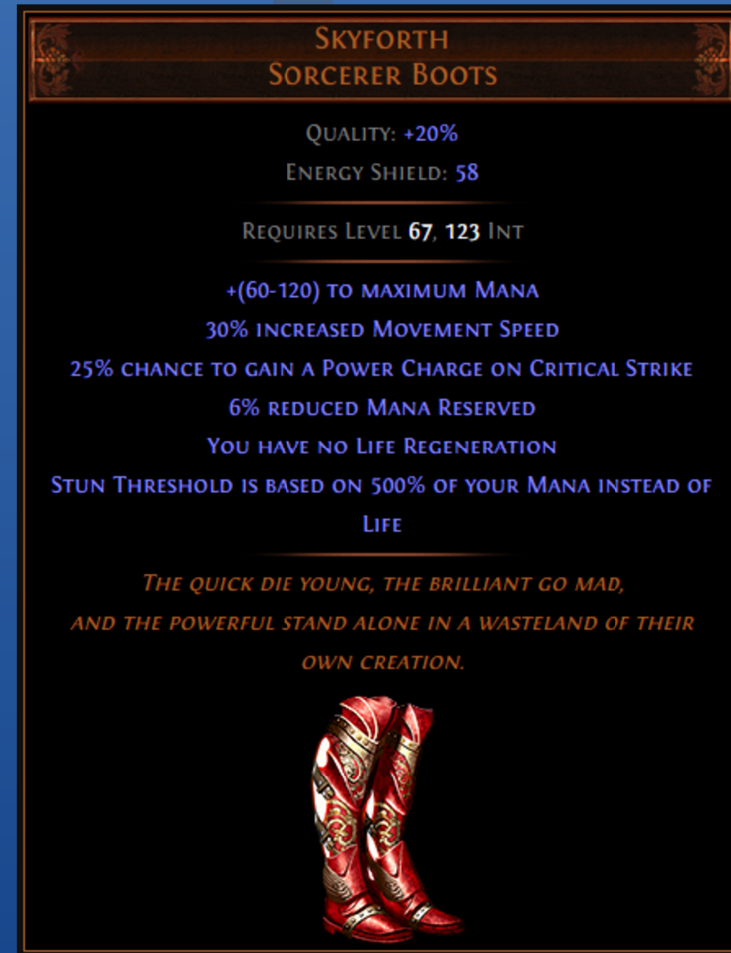 Skyforth
Sorcerer Boots
Quality: +20%
Energy Shield: 58
Requires Level 67, 123 Int
+(60-120) to maximum Mana
30% increased Movement Speed
25% chance to gain a Power Charge on Critical Strike
6% reduced Mana Reserved
You have no Life Regeneration
Stun Threshold is based on 500% of your Mana instead of
Life
The quick die young, the brilliant go mad,
and the powerful stand alone in a wasteland of their
own creation.